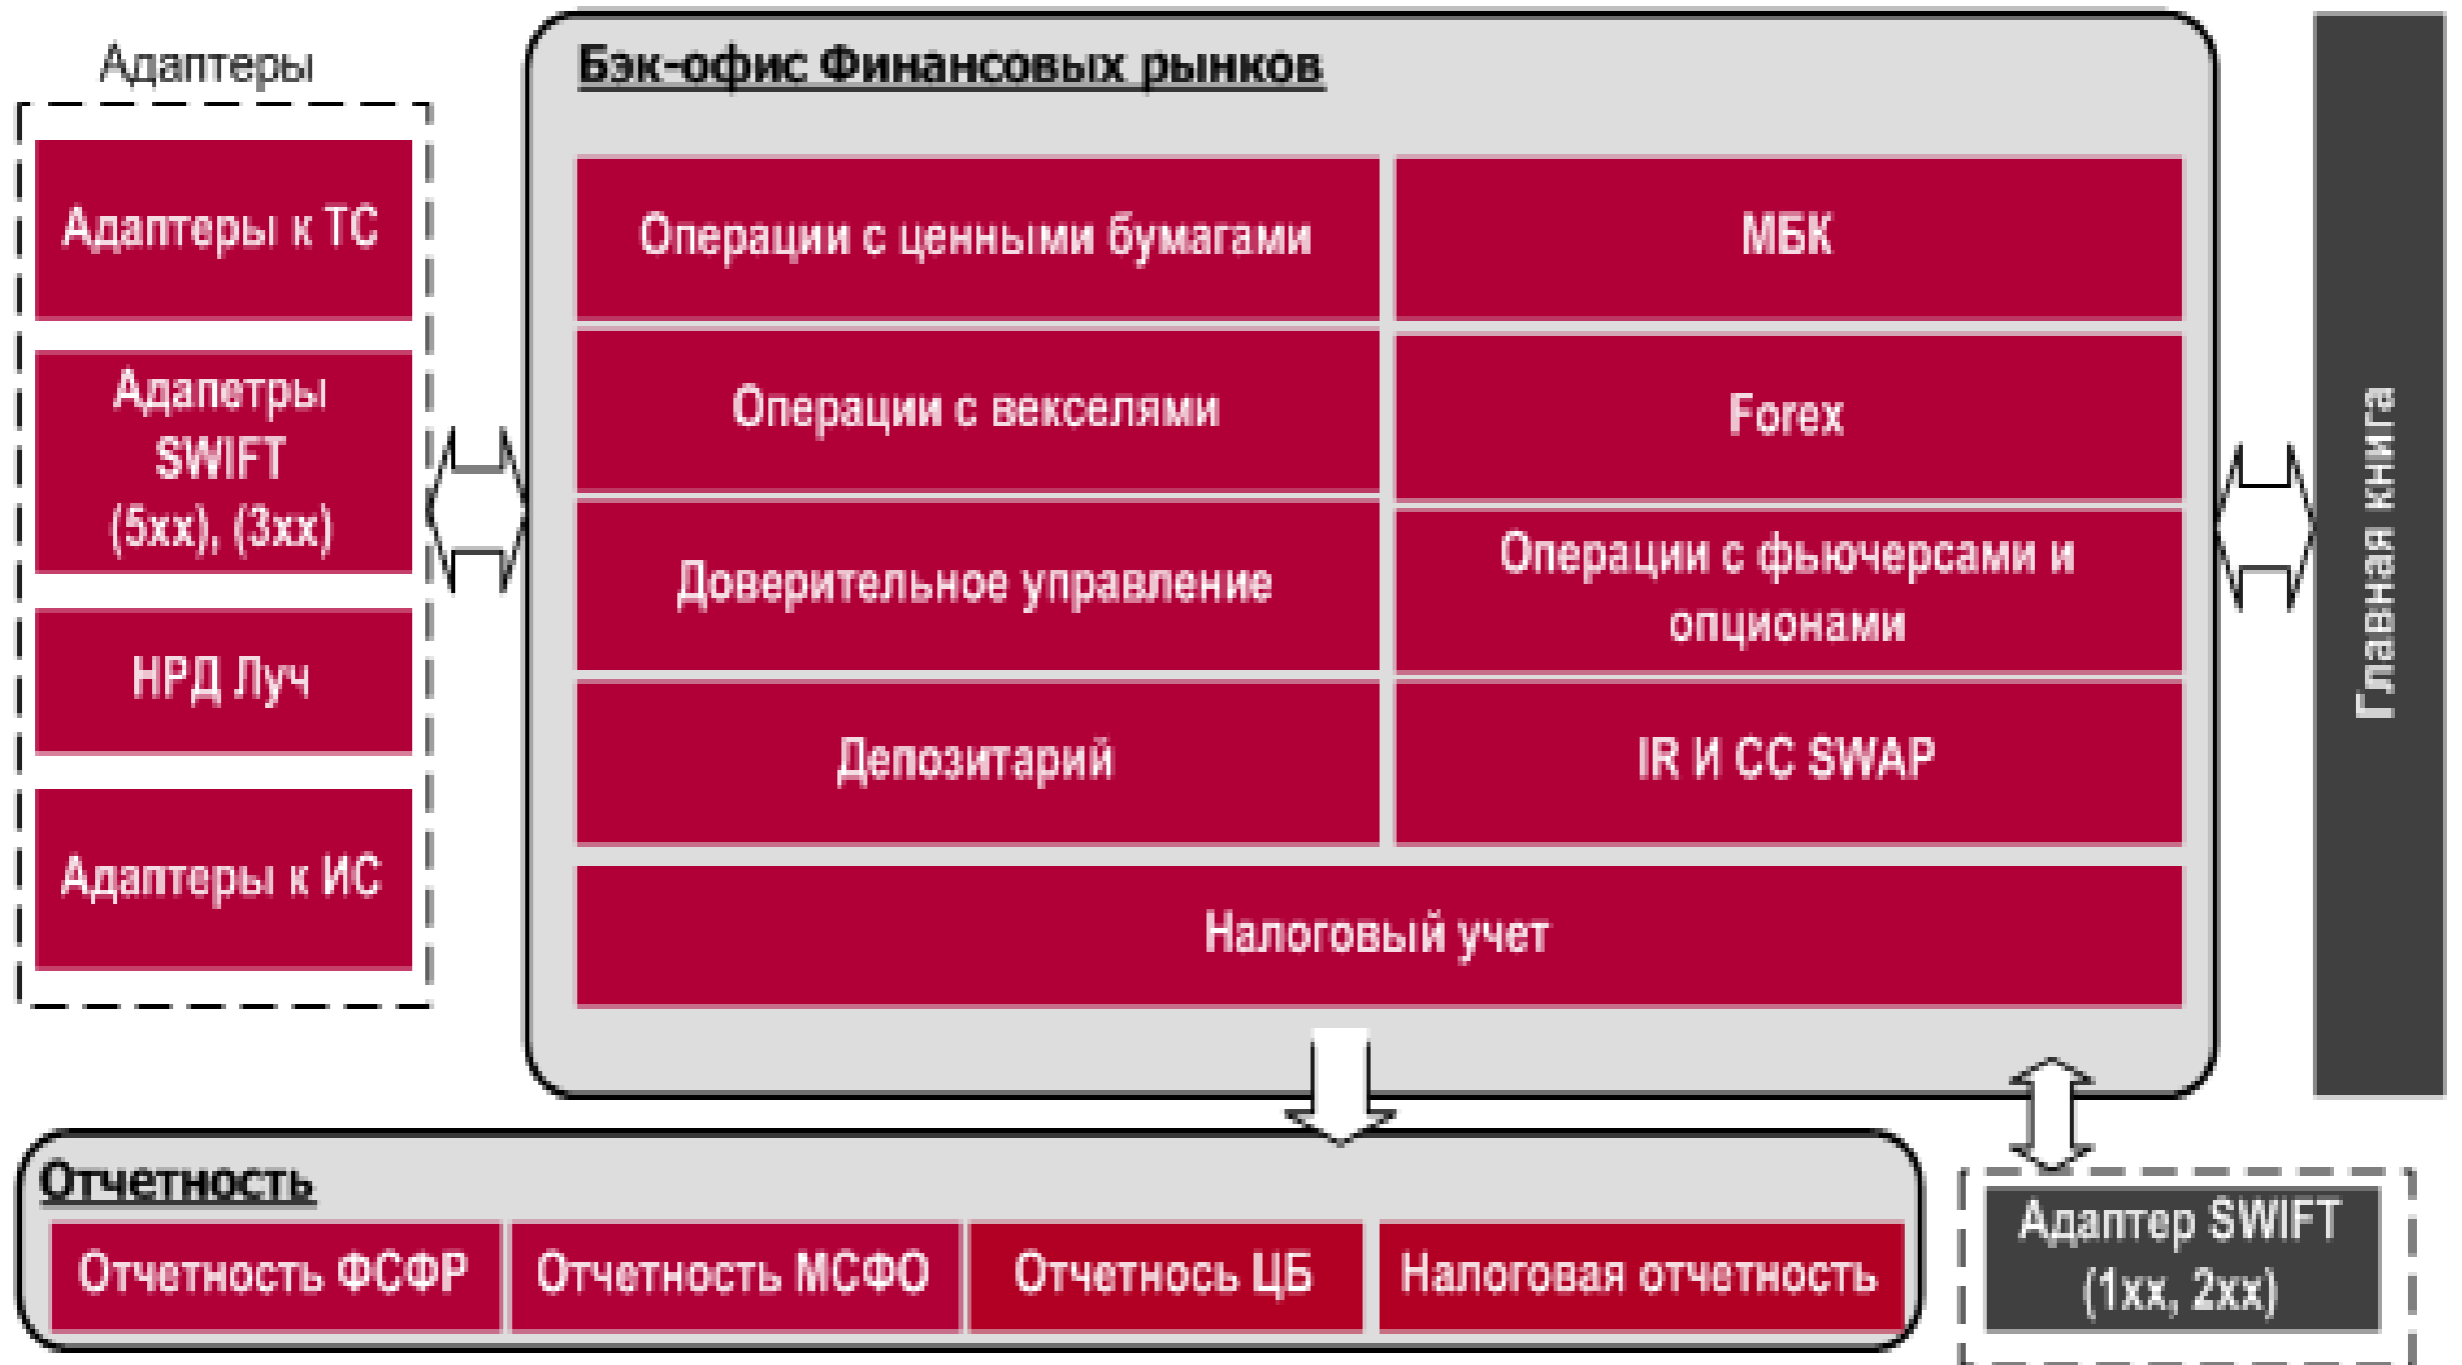 Адаптеры
Адаптеры к ТС
Адапетры
SWIFT
(5xx), (3xx)
НРД Луч
Адаптеры к ИС
Бэк-офис Финансовых рынков
Операции с ценными бумагами
МБК
Операции с векселями
Forex
Доверительное управление
Операции с фьючерсами и
опционами
Депозитарий
IR И CC SWAP
Налоговый учет
Главная книга
Отчетность
Отчетность ФСФР
Отчетность МСФО
Отчетнось ЦБ
Налоговая отчетность
Адаптер SWIFT
(1xx, 2xx)